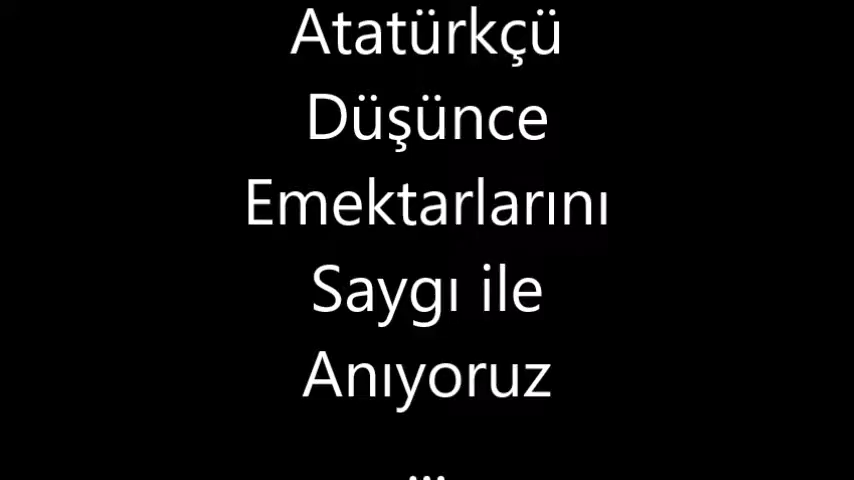 Atatürkçü
Düşünce
Emektarlarını
Saygı ile
Anıyoruz
...